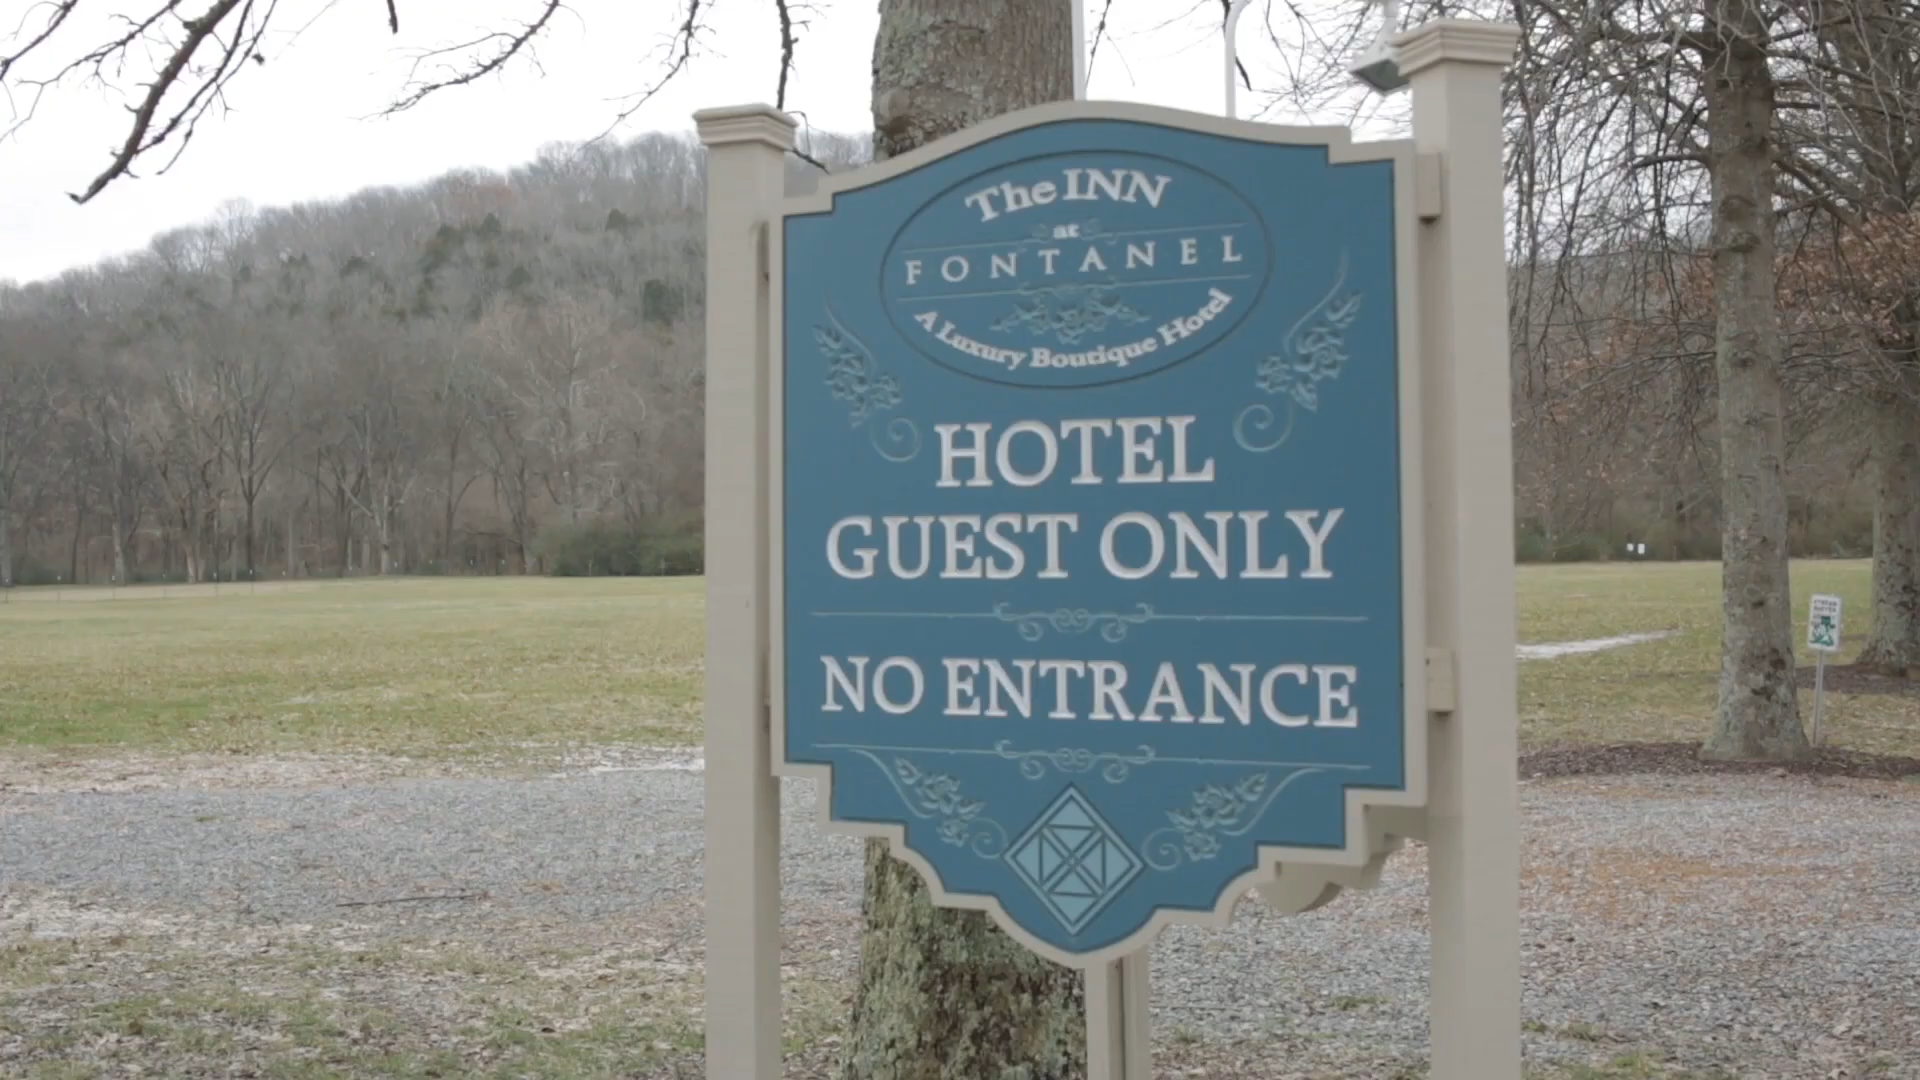 The INN
at
FONTANEL
A Luxury Boutique Hotel
HOTEL
GUEST ONLY
NO ENTRANCE